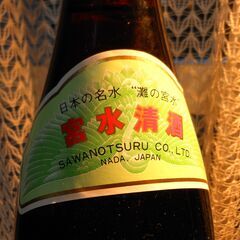 日本の名水 "灘の宮水"
宮水清酒
SAWANOTSURU CO., LTD.
NADA, JAPAN